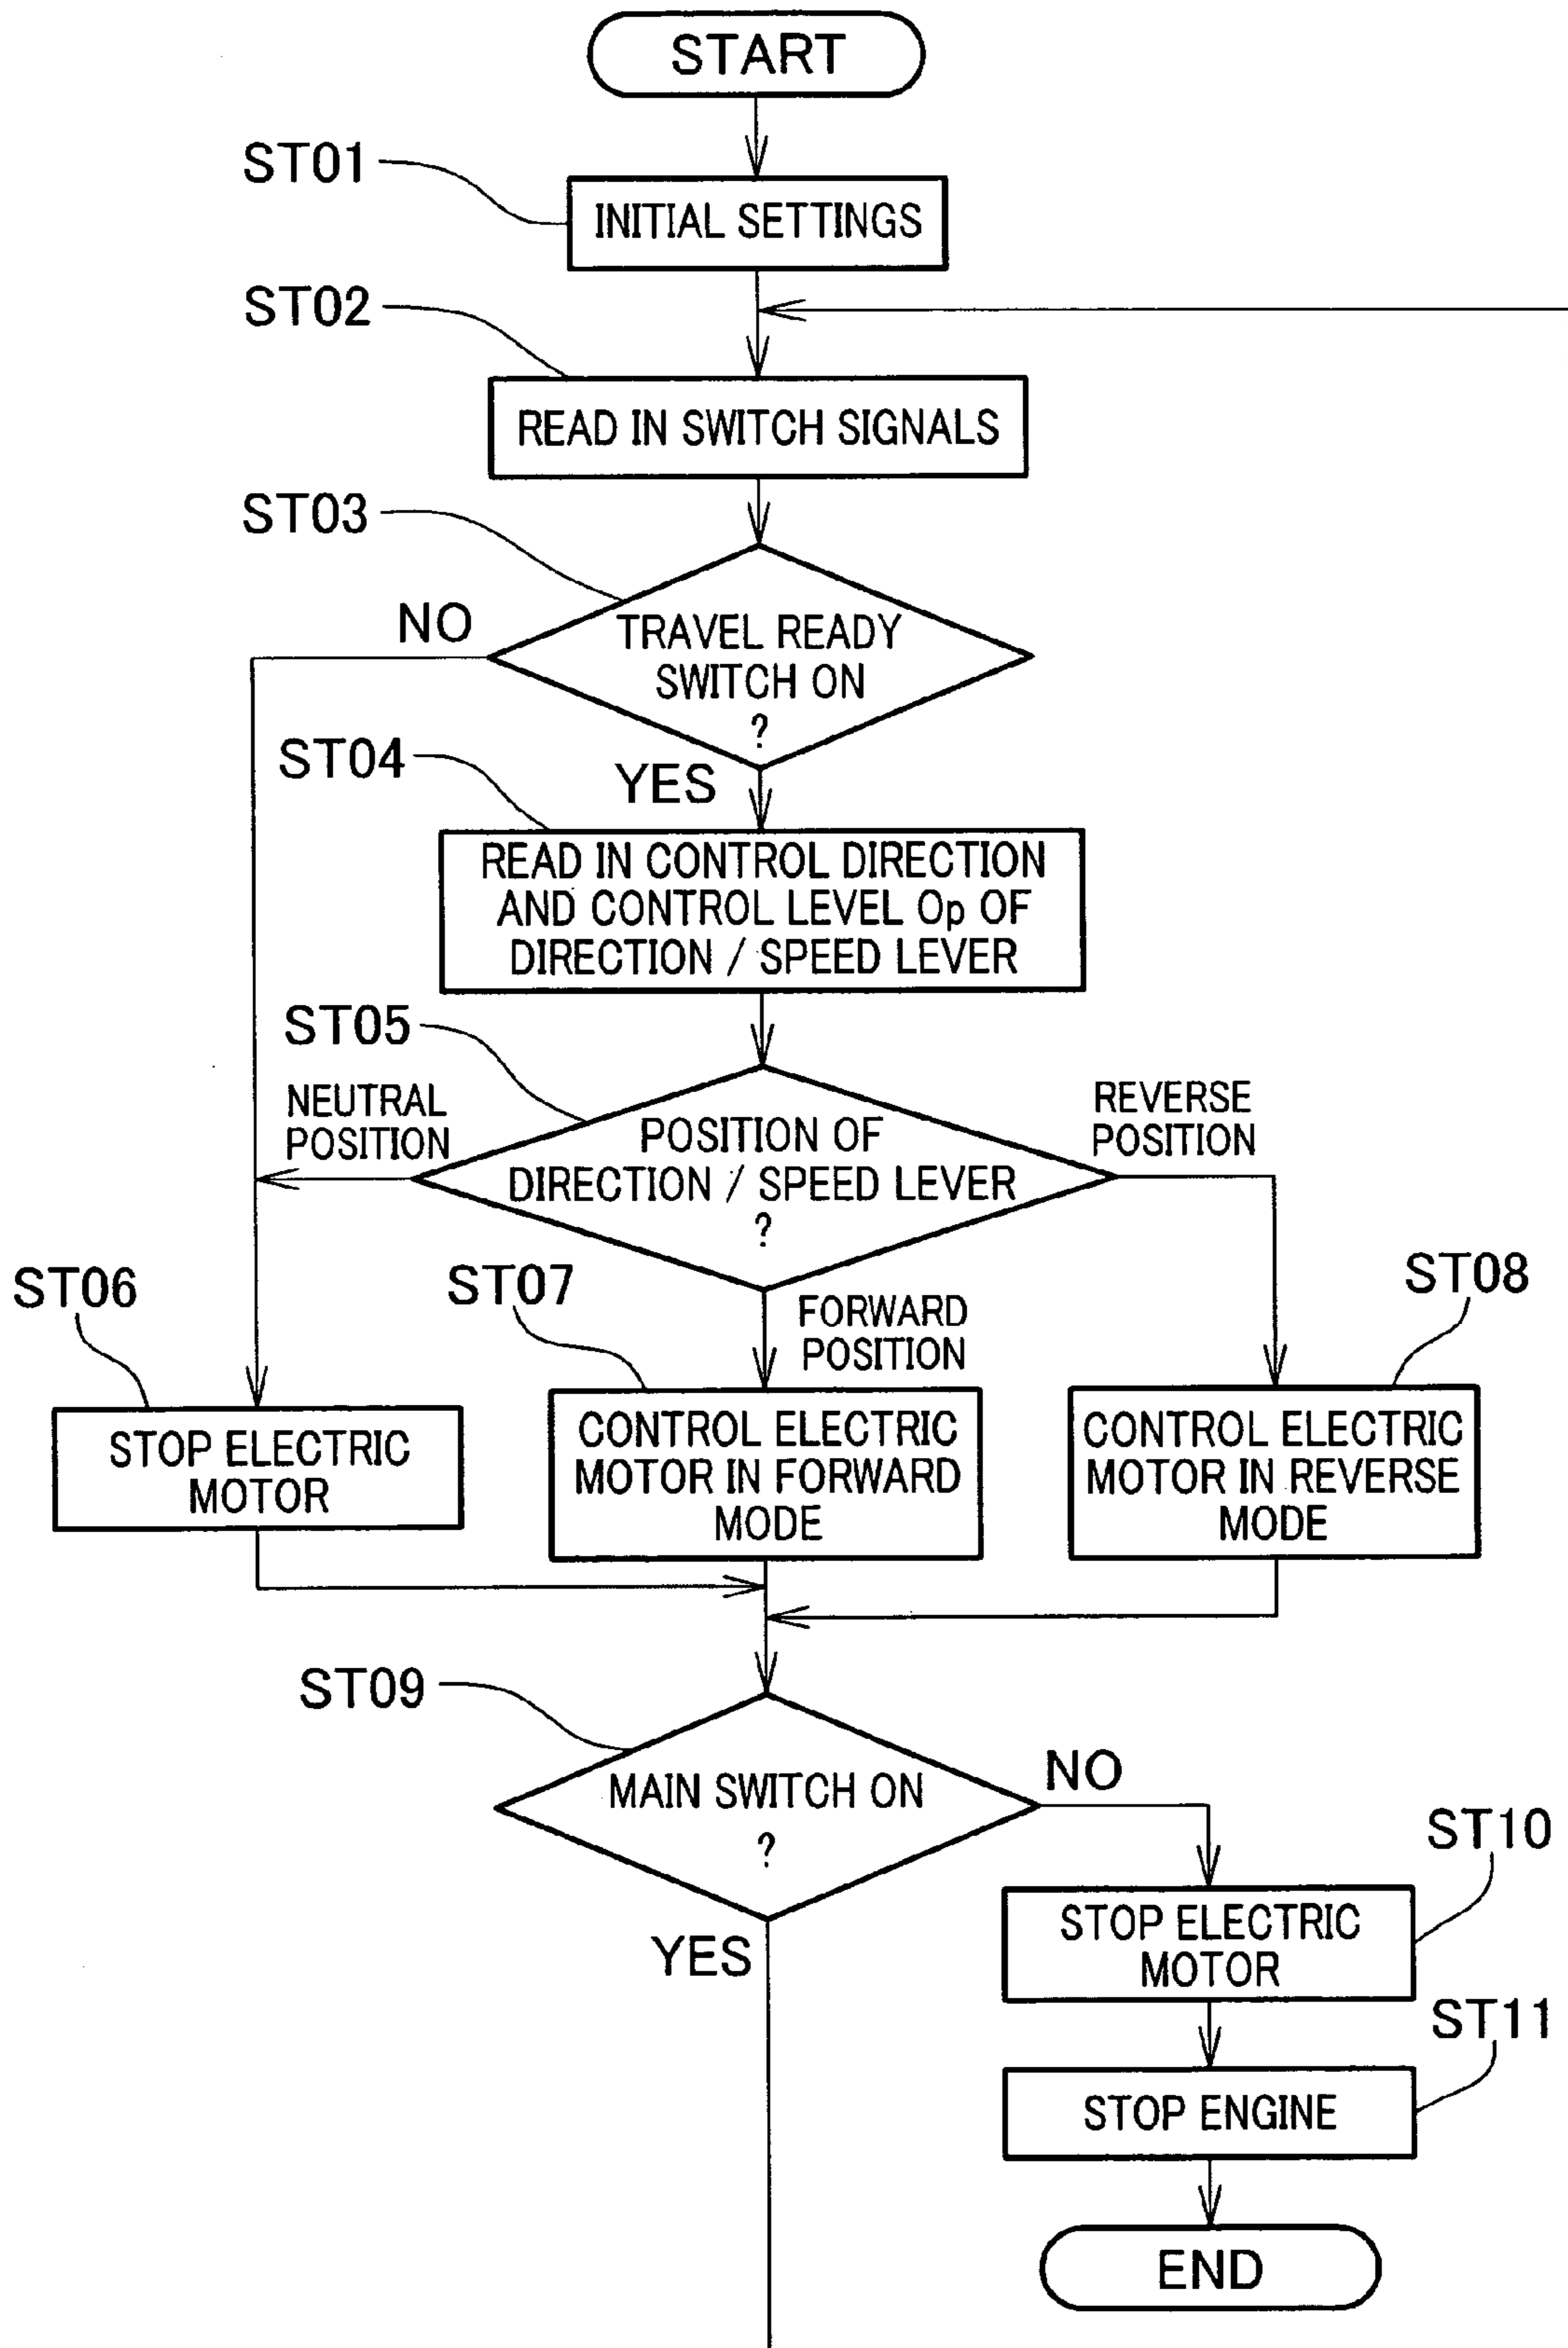 START
ST01
INITIAL SETTINGS
ST02
READ IN SWITCH SIGNALS
ST03
NO
TRAVEL READY
SWITCH ON
?
ST04
YES
READ IN CONTROL DIRECTION
AND CONTROL LEVEL Op OF
DIRECTION / SPEED LEVER
ST05
NEUTRAL
POSITION
POSITION OF
DIRECTION / SPEED LEVER
?
REVERSE
POSITION
ST06
ST07
FORWARD
POSITION
ST08
STOP ELECTRIC
MOTOR
CONTROL ELECTRIC
MOTOR IN FORWARD
MODE
CONTROL ELECTRIC
MOTOR IN REVERSE
MODE
ST09
MAIN SWITCH ON
?
NO
YES
ST10
STOP ELECTRIC
MOTOR
ST11
STOP ENGINE
END